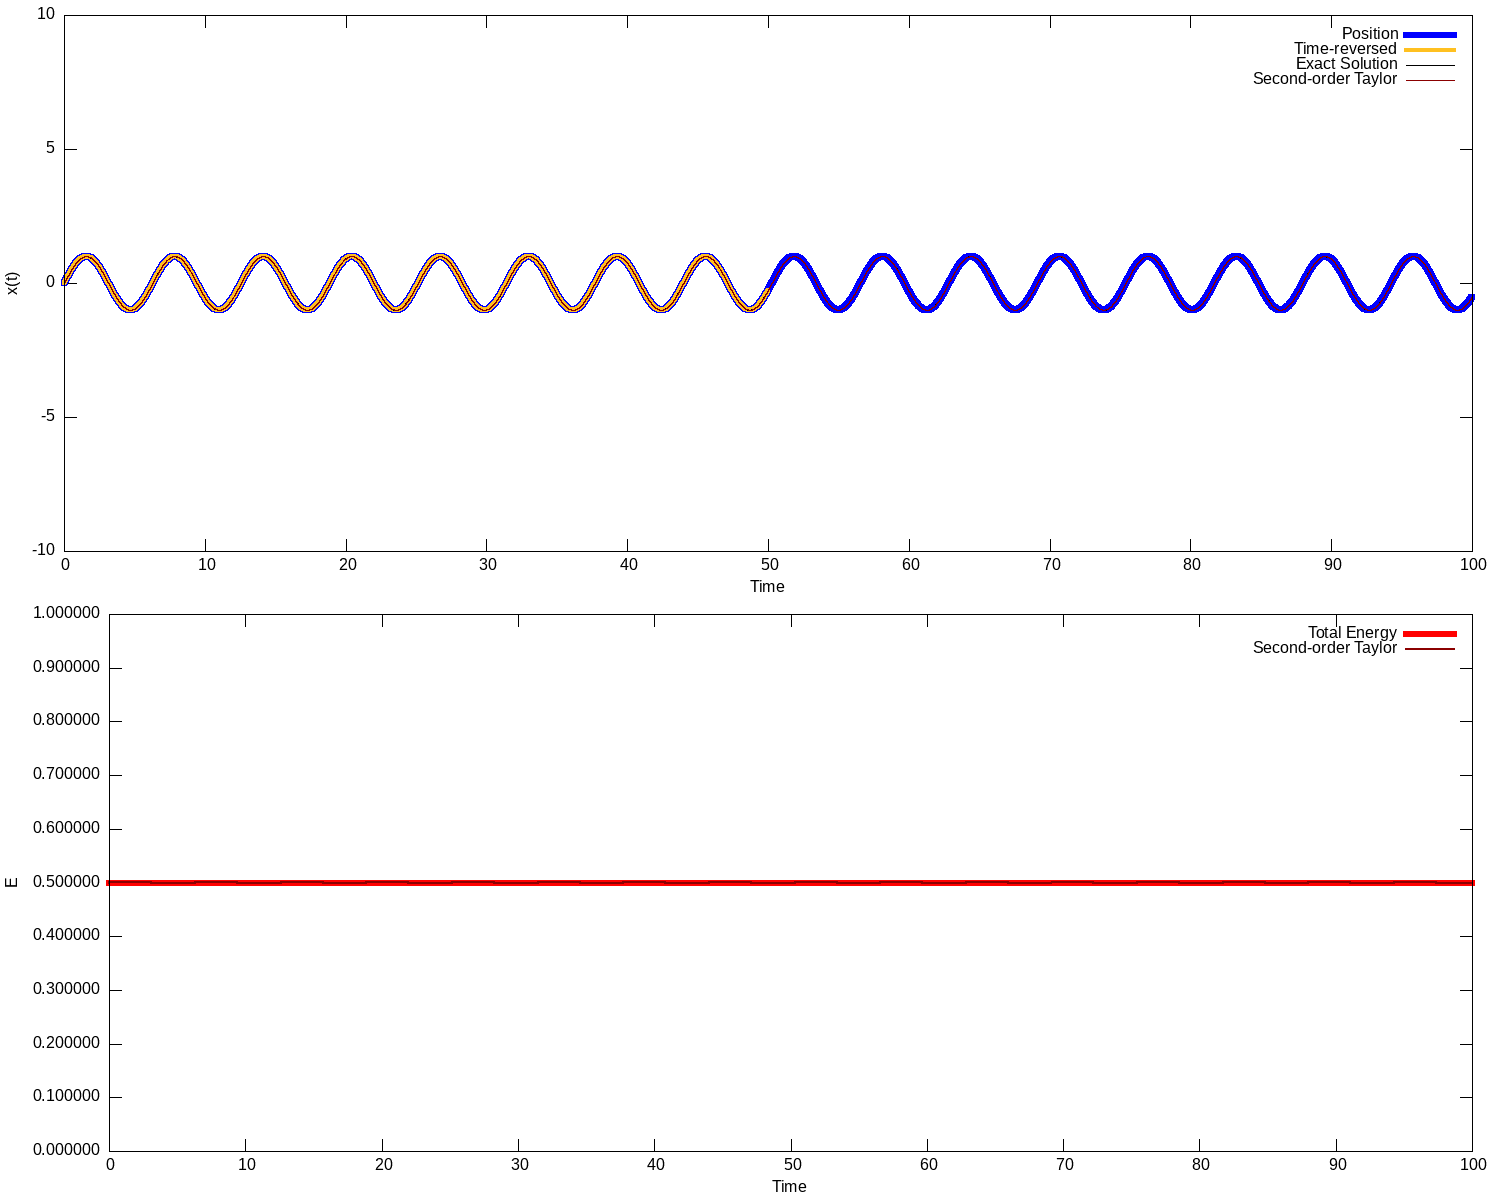 10
5
0
-5
-10
x(t)
Position
Time-reversed
Exact Solution
Second-order Taylor
0 10 20 30 40 50 60 70 80 90 100
Time
1.000000
0.900000
0.800000
0.700000
0.600000
0.500000
0.400000
0.300000
0.200000
0.100000
0.000000
E
Total Energy
Second-order Taylor
0 10 20 30 40 50 60 70 80 90 100
Time